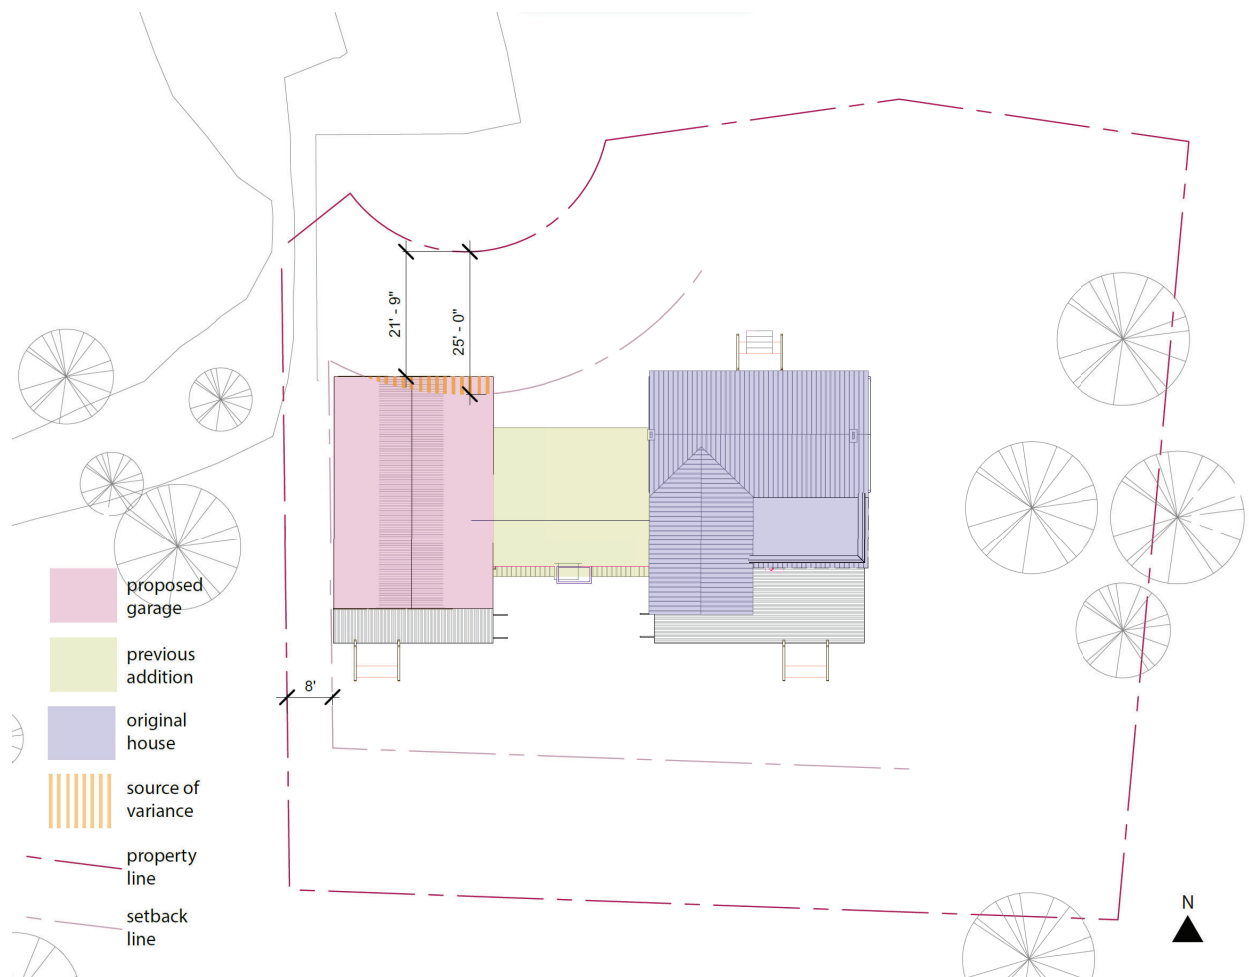 21' - 9"
25' - 0"
proposed
garage
previous
addition
original
house
8'
source of
variance
property
line
setback
line
N